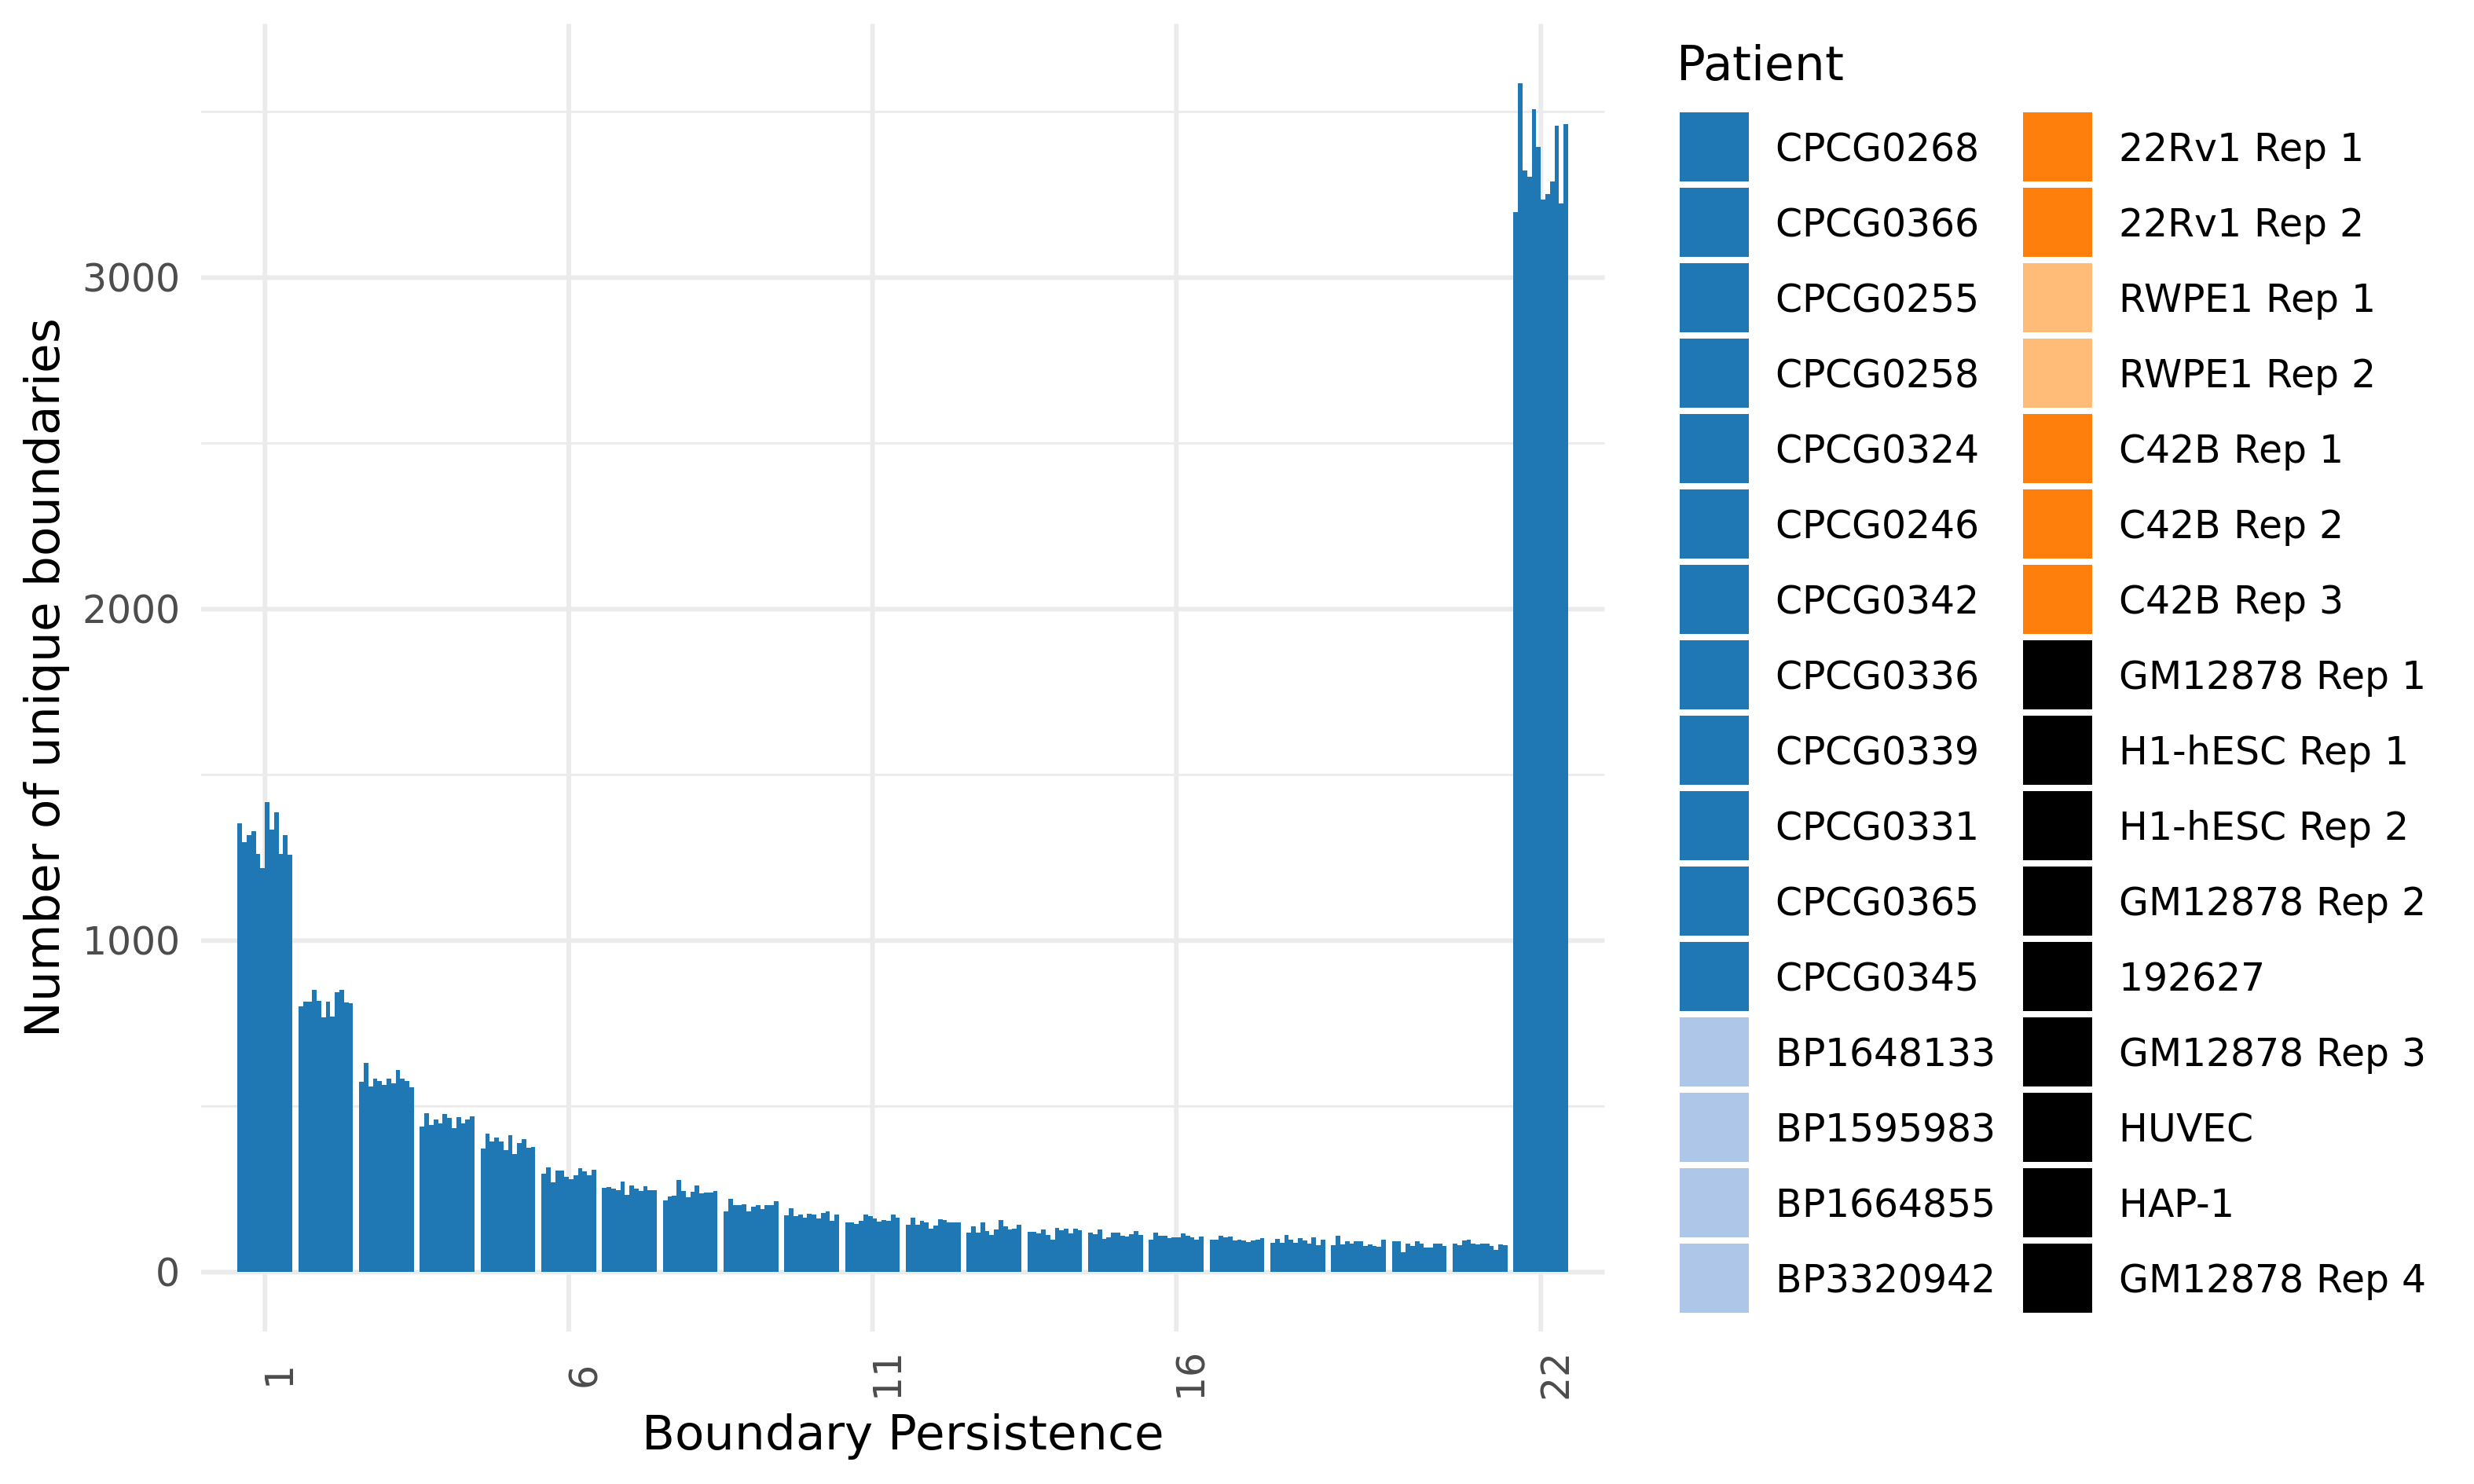 Number of unique boundaries
3000
2000
1000
0
1
6
11
16
22
Boundary Persistence
Patient
CPCG0268
CPCG0366
CPCG0255
CPCG0258
CPCG0324
CPCG0246
CPCG0342
CPCG0336
CPCG0339
CPCG0331
CPCG0365
CPCG0345
BP1648133
BP1595983
BP1664855
BP3320942
22Rv1 Rep 1
22Rv1 Rep 2
RWPE1 Rep 1
RWPE1 Rep 2
C42B Rep 1
C42B Rep 2
C42B Rep 3
GM12878 Rep 1
H1-hESC Rep 1
H1-hESC Rep 2
GM12878 Rep 2
192627
GM12878 Rep 3
HUVEC
HAP-1
GM12878 Rep 4